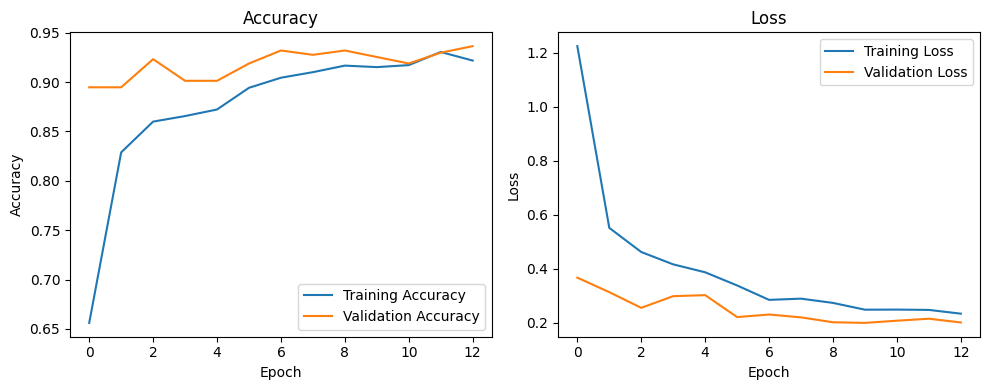 Accuracy
0.95
0.90
0.85
0.80
0.75
0.70
0.65
Accuracy
Training Accuracy
Validation Accuracy
0 2 4 6 8 10 12
Epoch
Loss
1.2
1.0
0.8
0.6
0.4
0.2
Loss
Training Loss
Validation Loss
0 2 4 6 8 10 12
Epoch